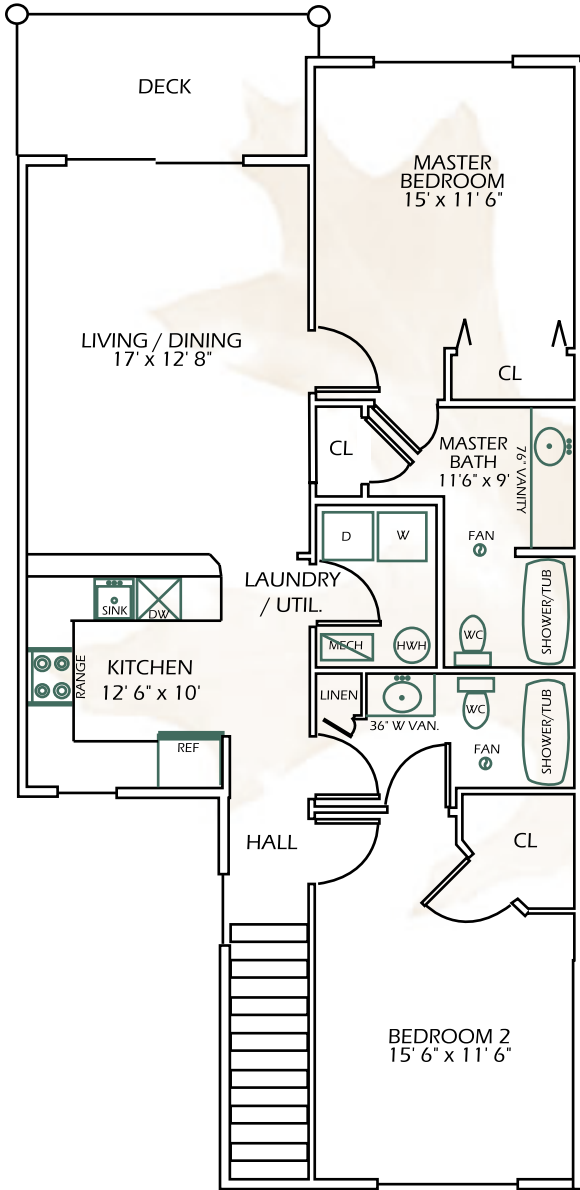 DECK
MASTER
BEDROOM
15' x 11' 6"
LIVING / DINING
17' x 12' 8"
CL
CL
MASTER
BATH
11'6" x 9'
76" VANITY
FAN
D
W
LAUNDRY
/ UTIL.
SINK
DW
SHOWER/TUB
WC
MECH
HWH
RANGE
KITCHEN
12' 6" x 10'
LINEN
36" W VAN.
WC
SHOWER/TUB
REF
FAN
HALL
CL
BEDROOM 2
15' 6" x 11' 6"